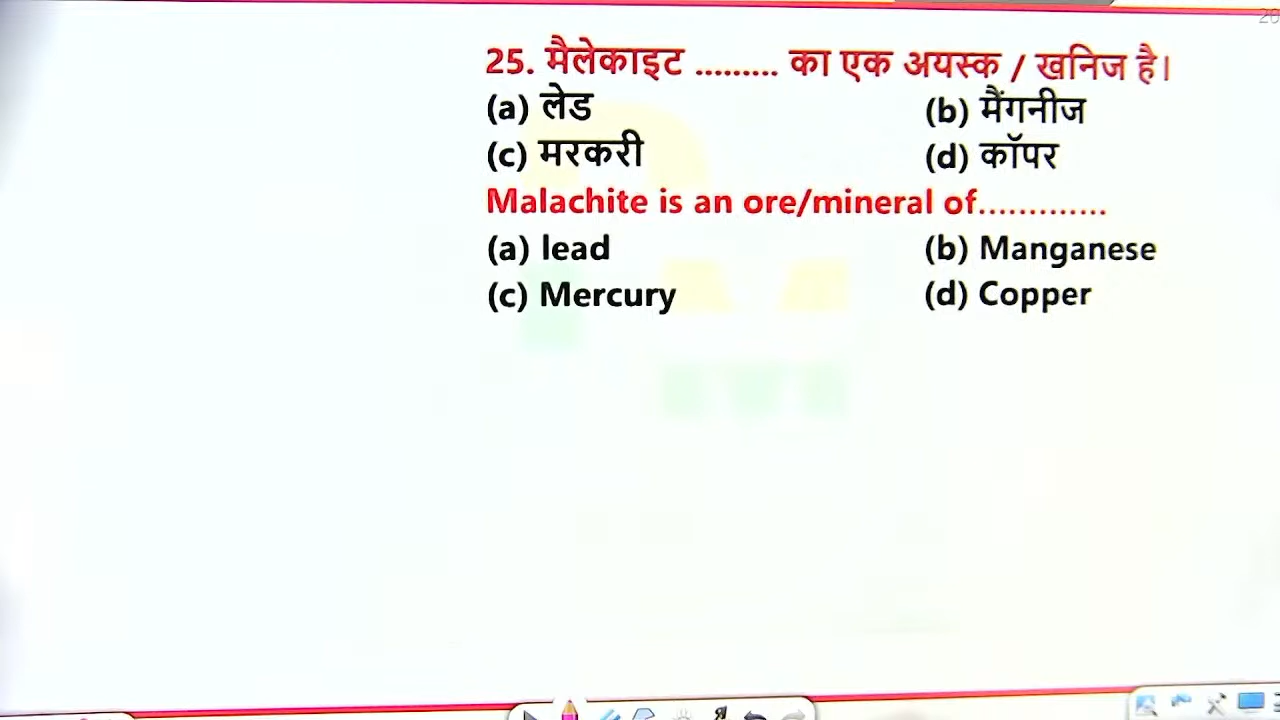 25. मैलेकाइट ......... का एक अयस्क / खनिज है।
(a) लेड (b) मैंगनीज
(c) मरकरी (d) कॉपर
Malachite is an ore/mineral of.............
(a) lead (b) Manganese
(c) Mercury (d) Copper